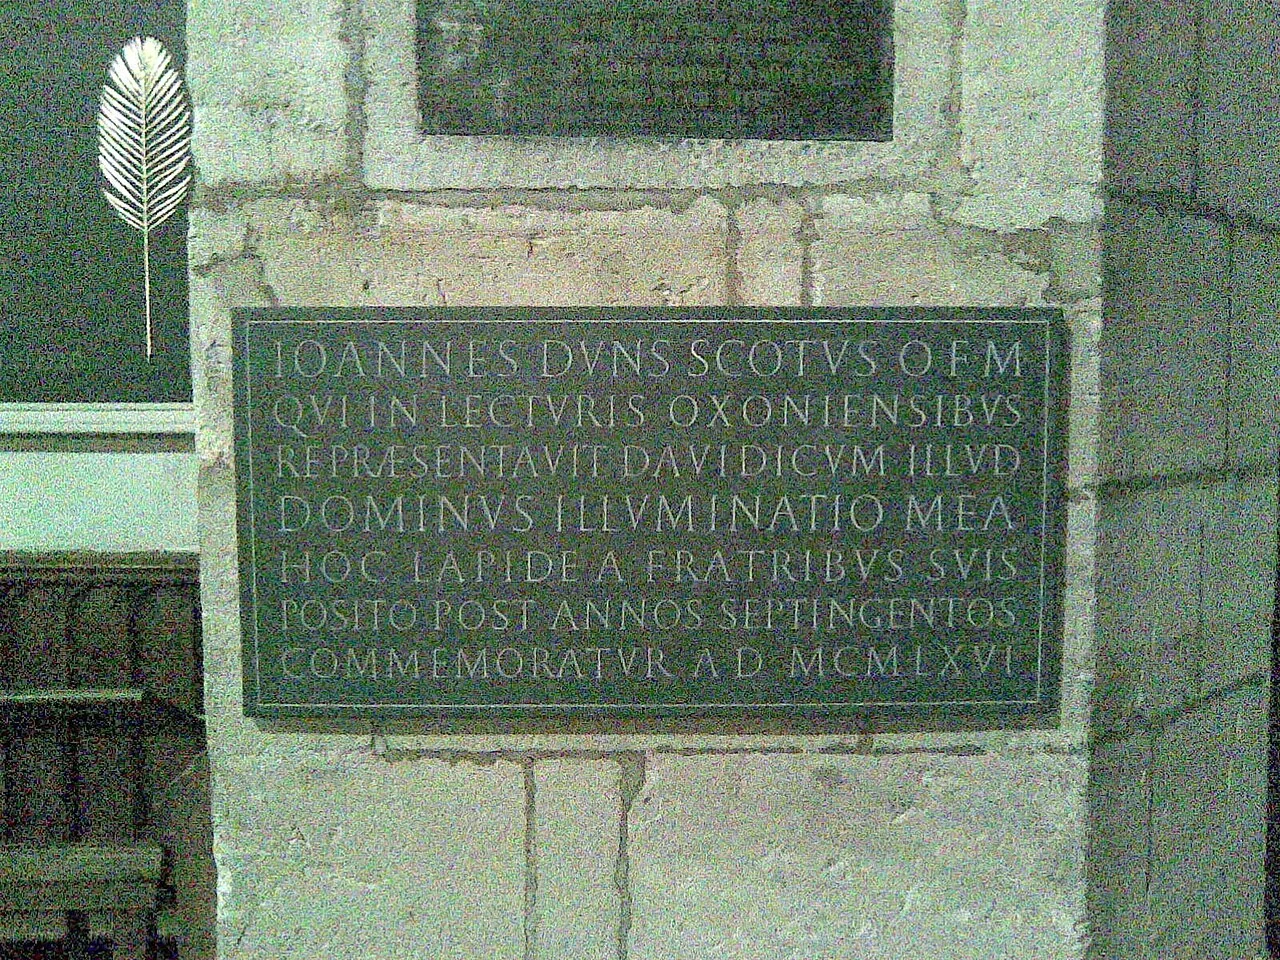 IOANNES DVNS SCOTVS O F M
QVI IN LECTVRIS OXONIENSIBVS
REPRÆSENTAVIT DAVIDICVM ILLVD
DOMINVS ILLVMINATIO MEA
HOC LAPIDE A FRATRIBVS SVIS
POSITO POST ANNOS SEPTINGENTOS
COMMEMORATVR A D MCMLXVI